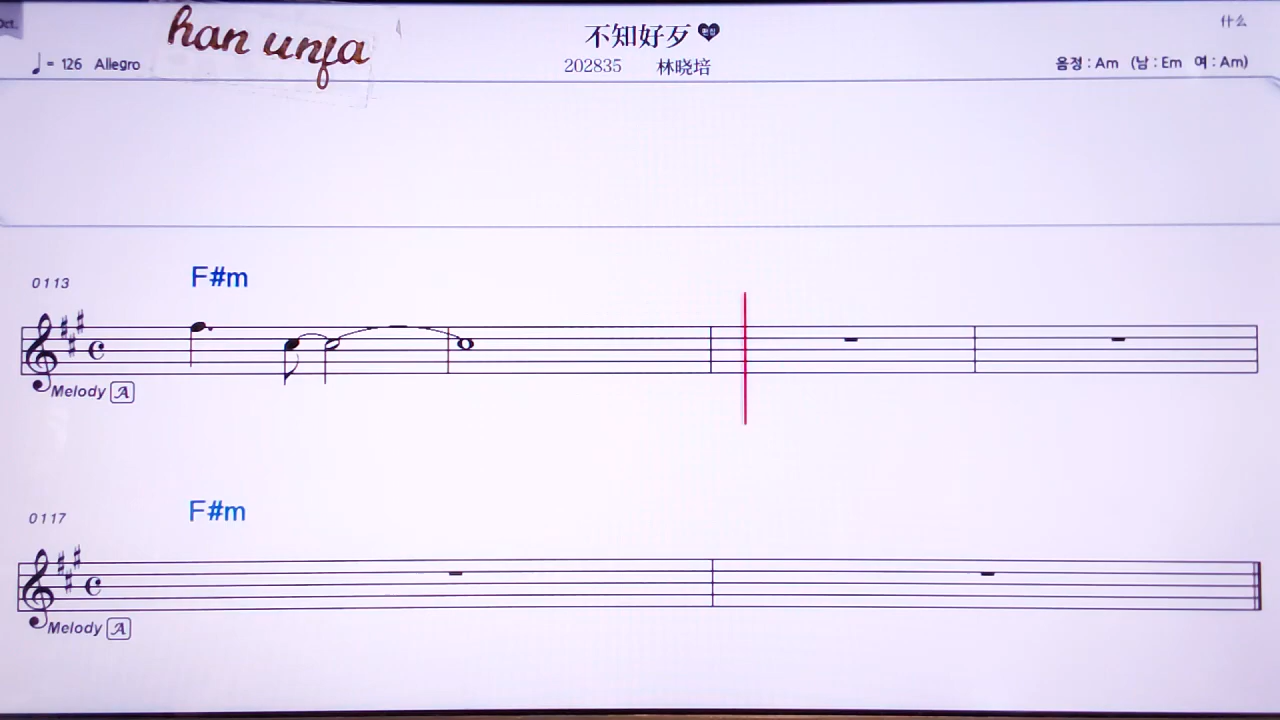 Oct.
han unfa
不知好歹
什么
♩ = 126 Allegro
202835 林晓培
음정 : Am (남 : Em 여 : Am)
0113
F#m
Melody A
0117
F#m
Melody A